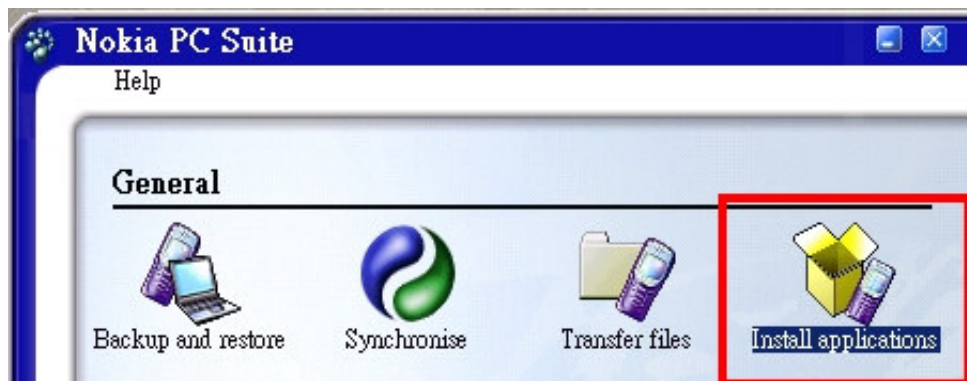 Nokia PC Suite
Help
General
Backup and restore Synchronise Transfer files Install applications